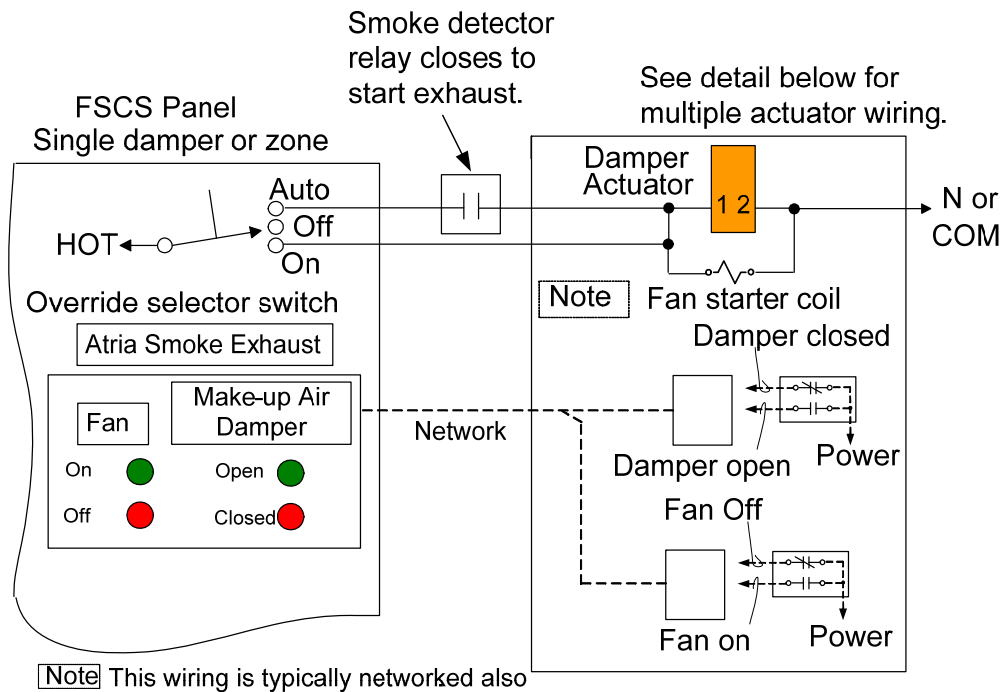 Smoke detector
relay closes to
start exhaust.
See detail below for
multiple actuator wiring.
FSCS Panel
Single damper or zone
Damper
Actuator
1 2
Auto
Off
On
HOT
N or
COM
Override selector switch
Note
Fan starter coil
Atria Smoke Exhaust
Damper closed
Fan
Make-up Air
Damper
Network
On
Open
Damper open
Power
Off
Closed
Fan Off
Fan on
Power
Note This wiring is typically networked also